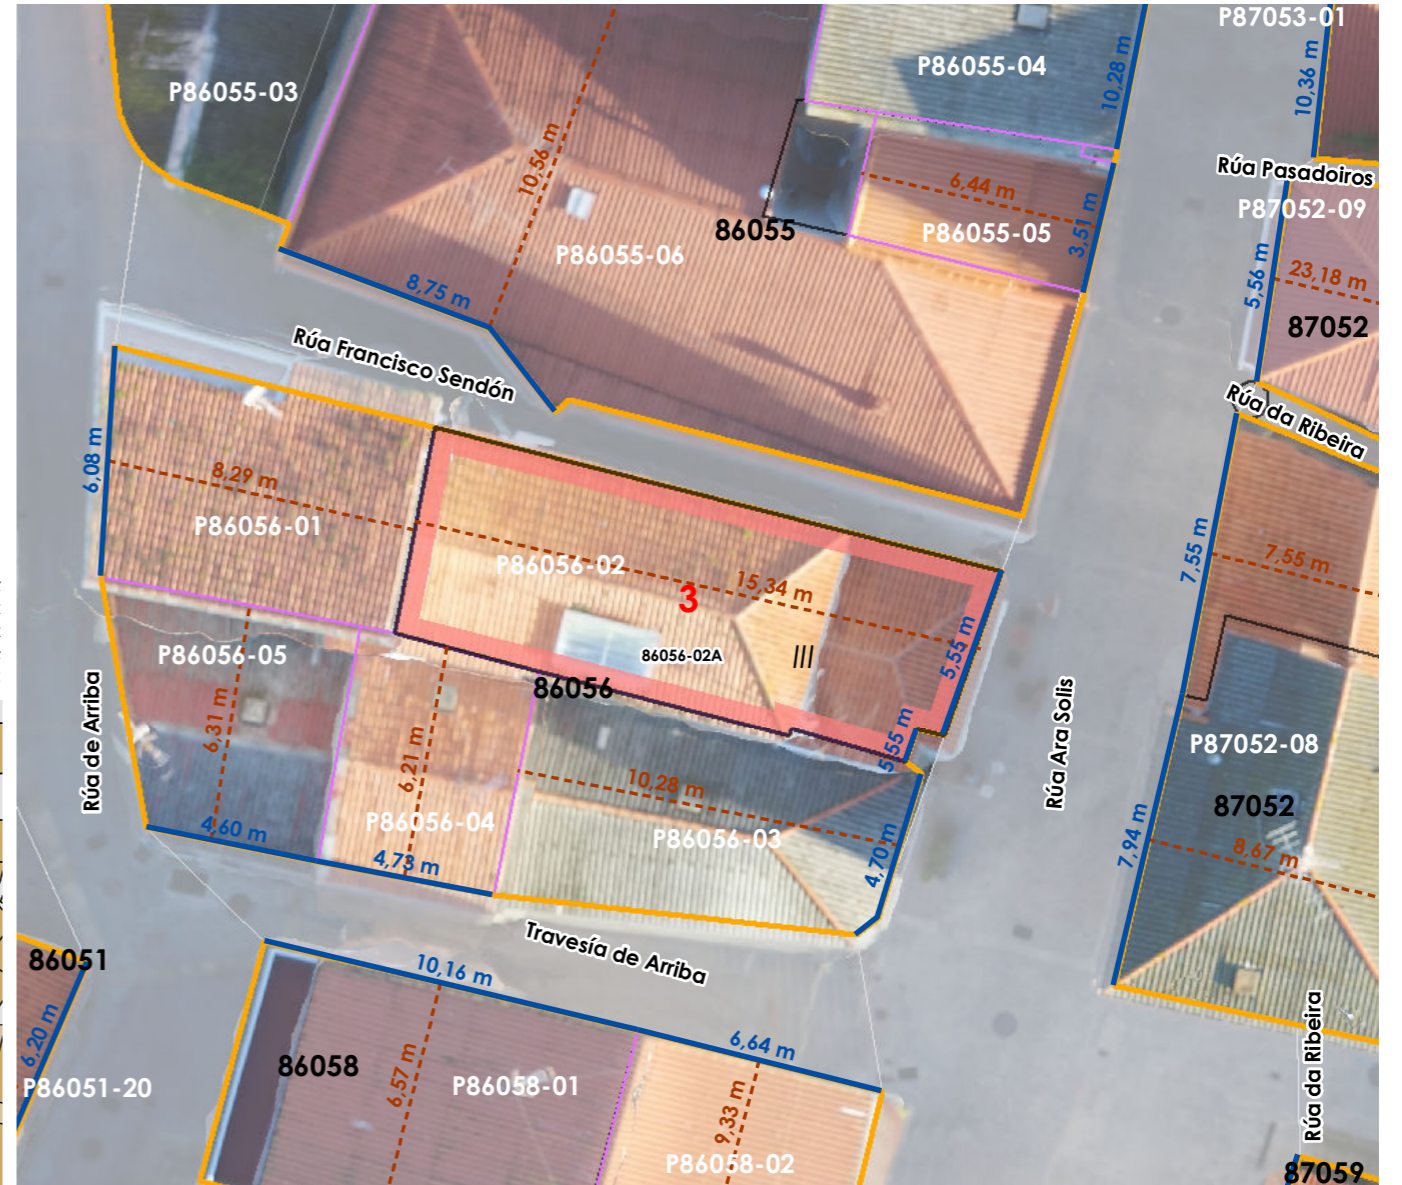 P87053-01
P86055-04
10,28 m
10,36 m
P86055-03
10,56 m
Rúa Pasadoiros
6,44 m
P87052-09
86055
P86055-05
3,51 m
P86055-06
5,56 m
23,18 m
8,75 m
87052
Rúa Francisco Sendón
Rúa da Ribeira
6,08 m
8,29 m
P86056-01
7,55 m
7,55 m
P86056-02
15,34 m
3
5,55 m
86056-02A
III
P86056-05
86056
Rúa de Arriba
6,31 m
Rúa Ara Solis
5,55 m
P87052-08
6,21 m
10,28 m
87052
P86056-04
P86056-03
4,60 m
4,73 m
4,70 m
7,94 m
8,67 m
Travesía de Arriba
86051
10,16 m
6,64 m
6,20 m
86058
P86051-20
6,57 m
P86058-01
9,33 m
P86058-02
Rúa da Ribeira
87059